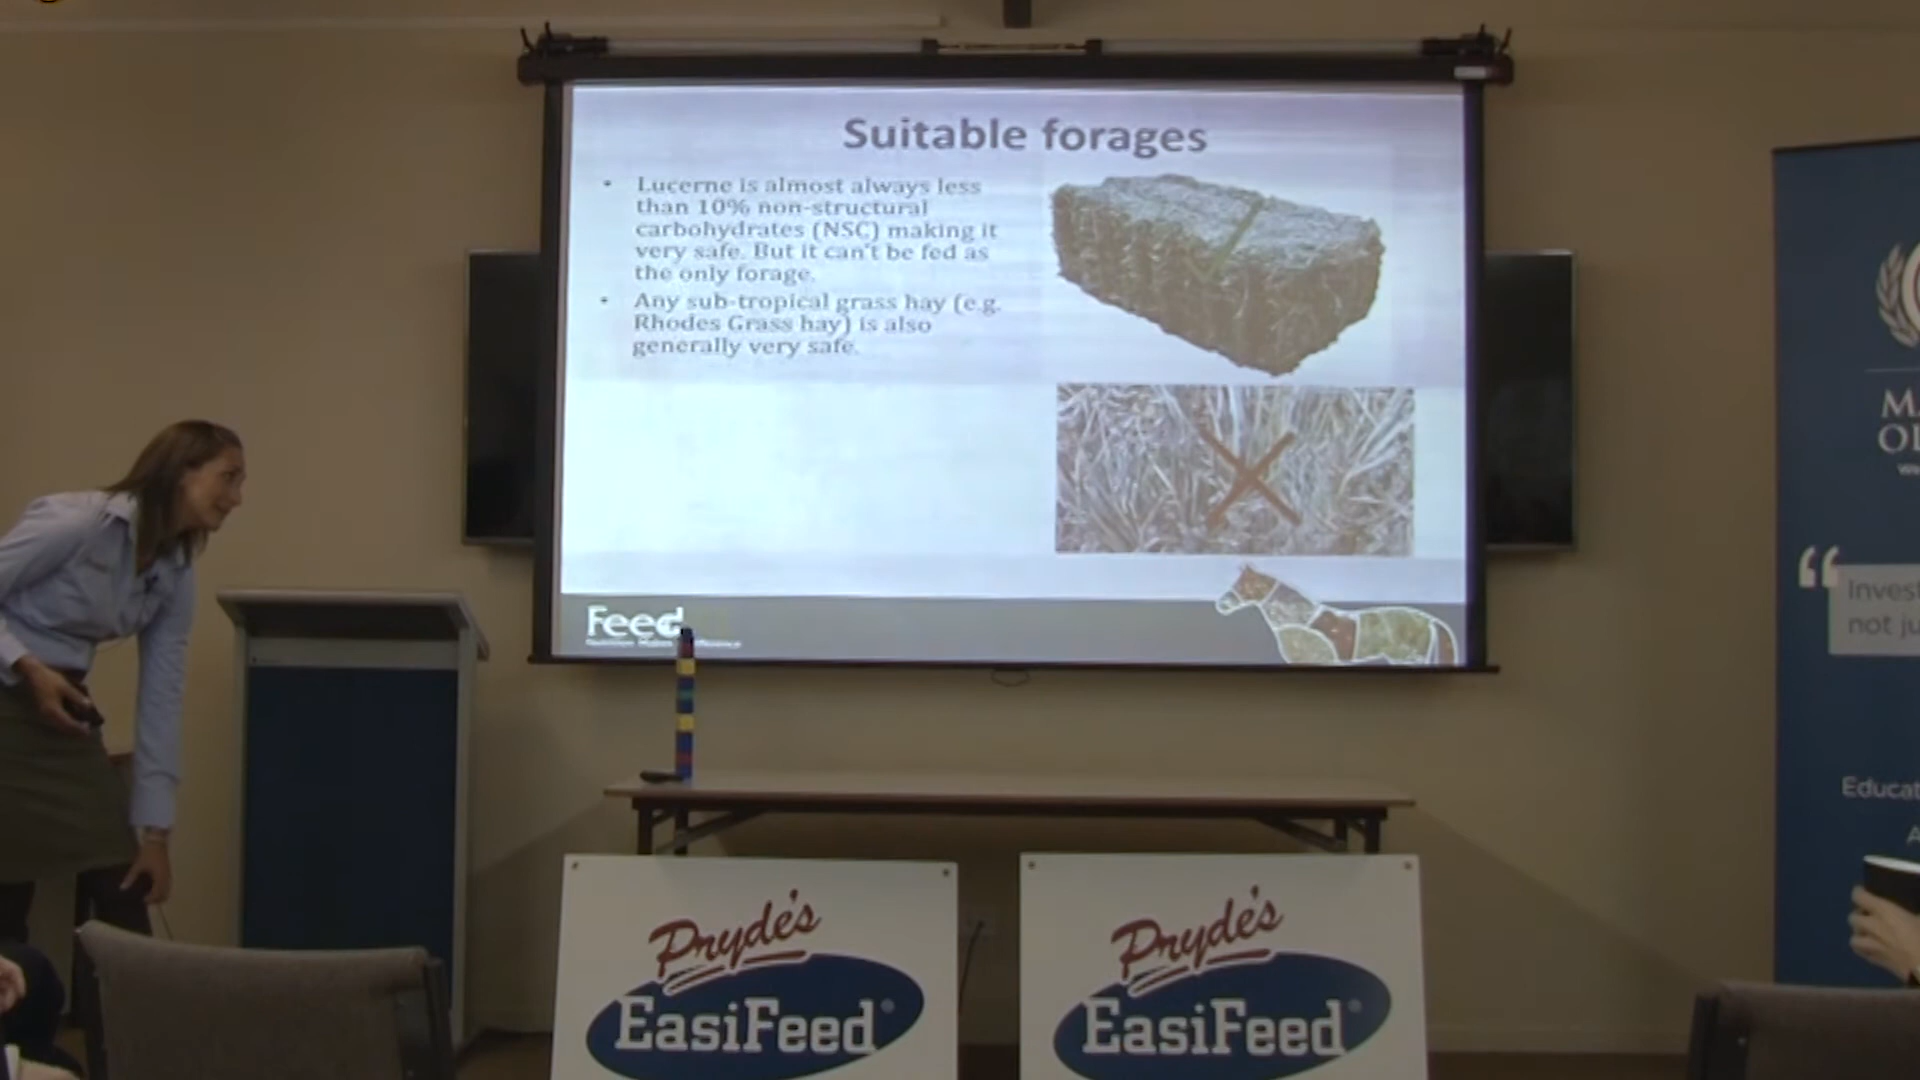 Suitable forages
• Lucerne is almost always less
than 10% non-structural
carbohydrates (NSC) making it
very safe. But it can't be fed as
the only forage.
• Any sub-tropical grass hay (e.g.
Rhodes Grass hay) is also
generally very safe.
Feed
Pryde's
EasiFeed®
Pryde's
EasiFeed®
“
Invest
not ju
Educat
A